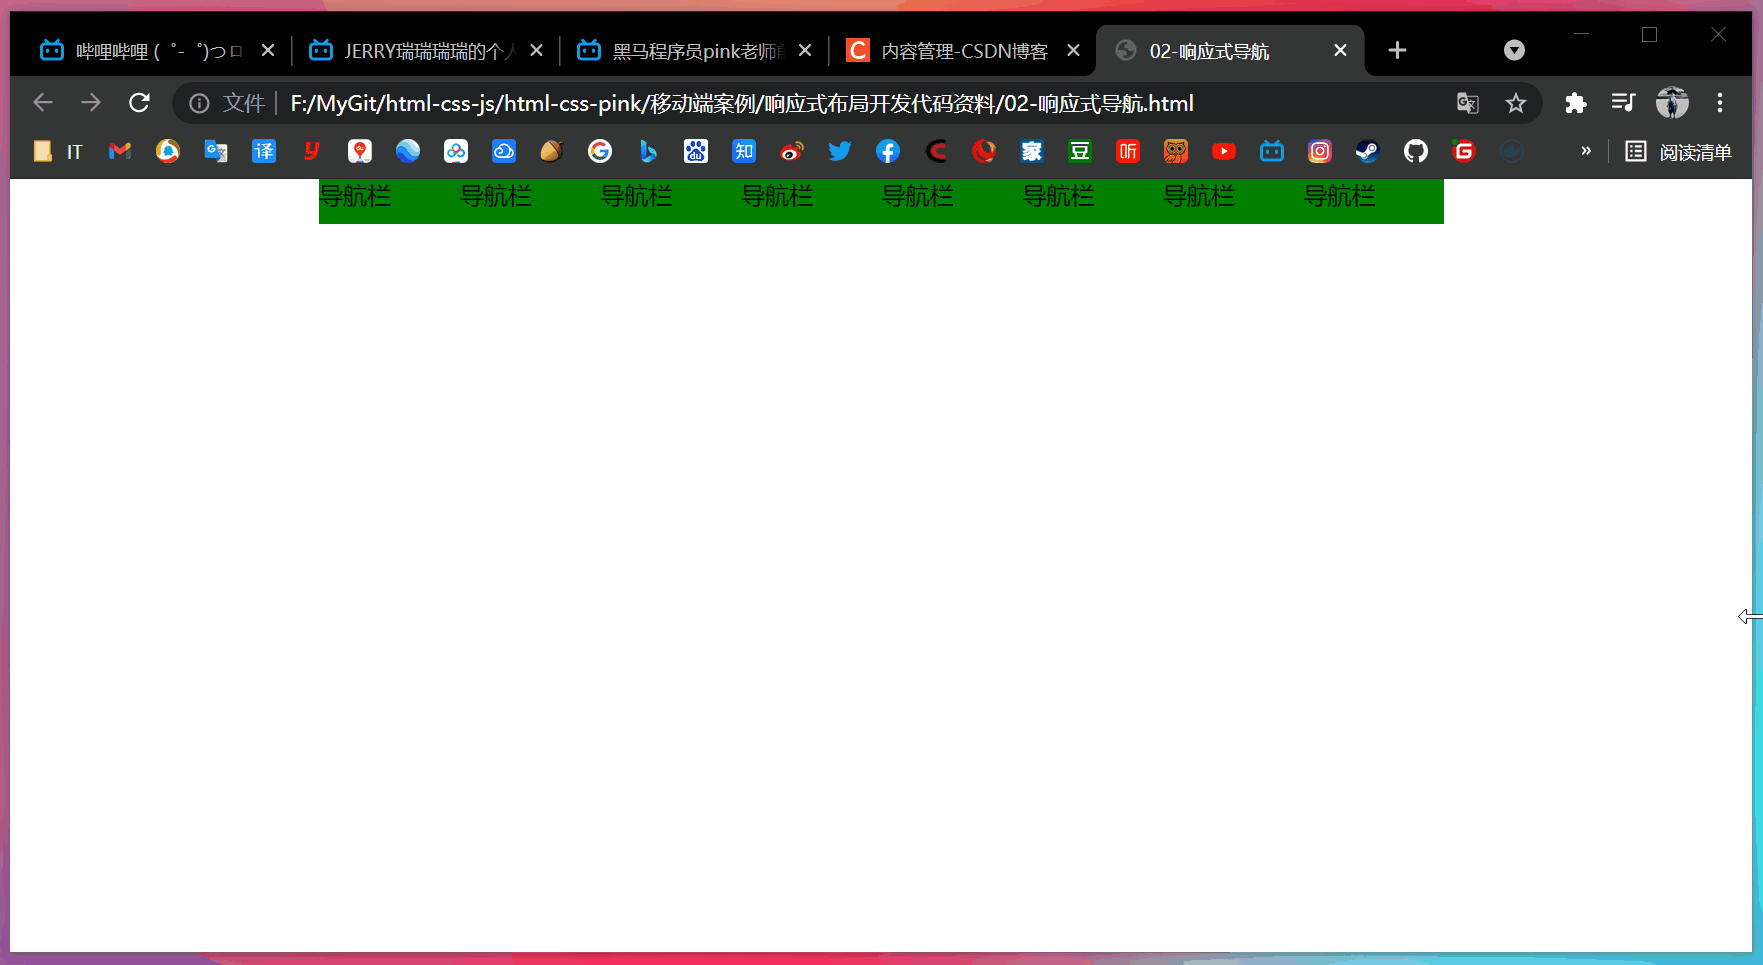 哔哩哔哩 (゜-゜)つロ
JERRY瑞瑞瑞瑞的个人
黑马程序员pink老师前
内容管理-CSDN博客
02-响应式导航
文件 F:/MyGit/html-css-js/html-css-pink/移动端案例/响应式布局开发代码资料/02-响应式导航.html
IT 译 知 家 豆 听 » 阅读清单
导航栏 导航栏 导航栏 导航栏 导航栏 导航栏 导航栏 导航栏